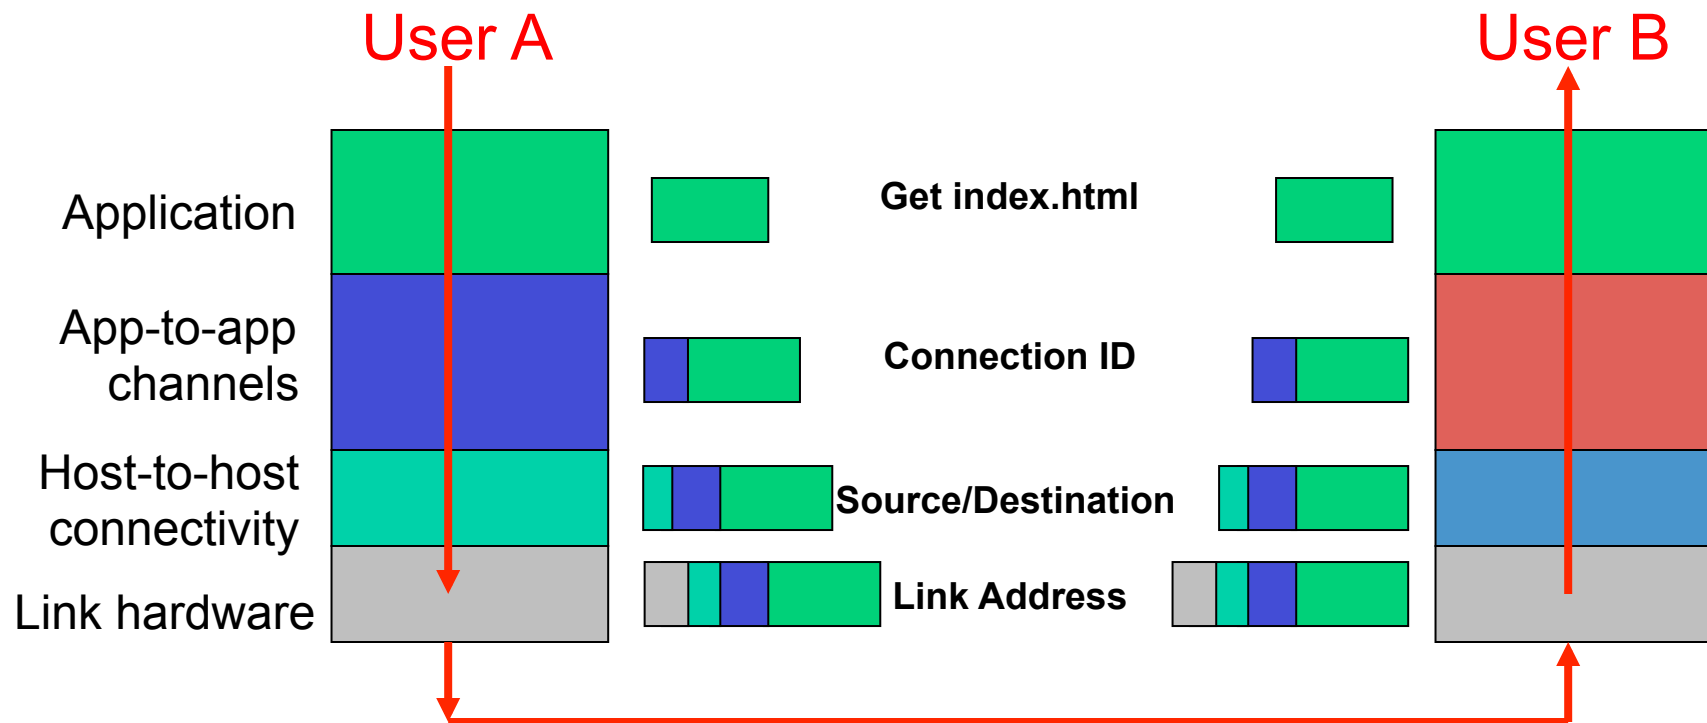 User A
User B
Application
Get index.html
App-to-app
channels
Connection ID
Host-to-host
connectivity
Source/Destination
Link hardware
Link Address